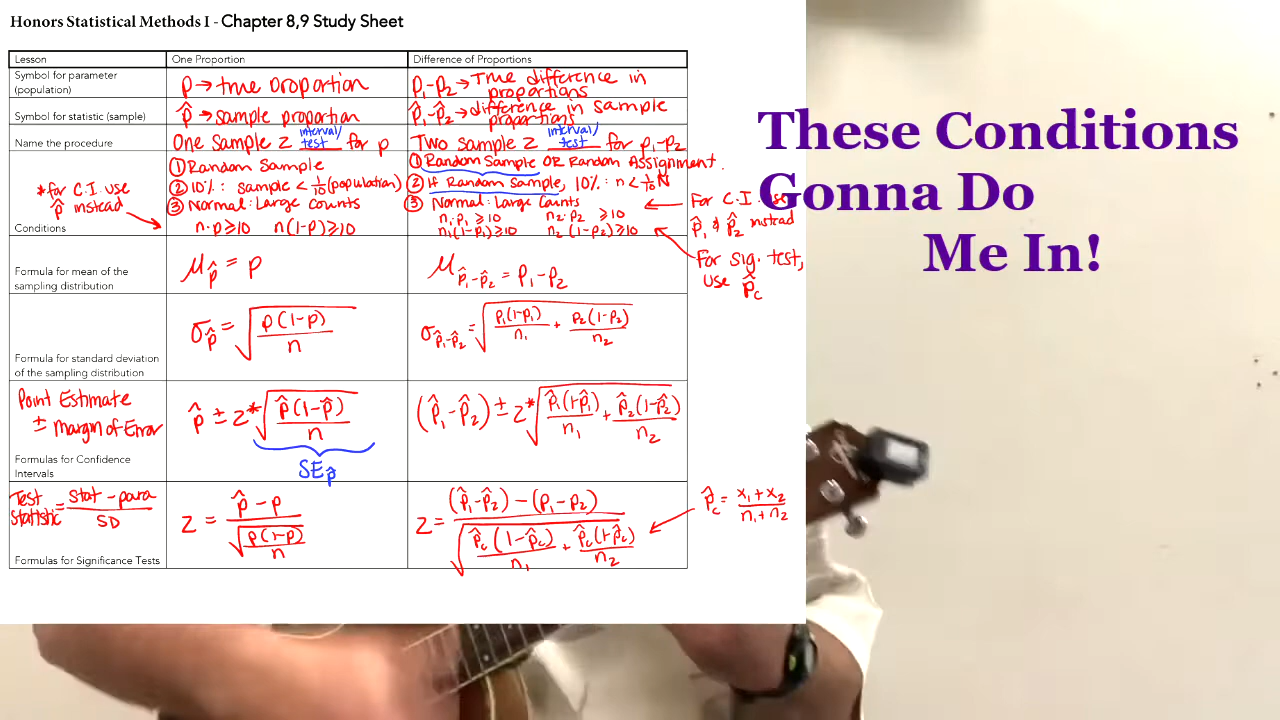 Honors Statistical Methods I - Chapter 8,9 Study Sheet
Lesson
One Proportion
Difference of Proportions
Symbol for parameter
(population)
p → true proportion
p₁-p₂ → True difference in
proportions
Symbol for statistic (sample)
p̂ → sample proportion
p̂₁-p̂₂ → difference in sample
proportions
Name the procedure
One Sample z interval/
test for p
Two Sample z interval/
test for p₁-p₂
*for C.I. use
p̂ instead
Conditions
① Random Sample
② 10%: sample < 1/10 (population)
③ Normal: Large Counts
n·p ≥ 10 n(1-p) ≥ 10
① Random Sample OR Random Assignment.
② If Random Sample, 10%: n < 1/10 N
③ Normal: Large Counts
n₁·p₁ ≥ 10 n₂·p₂ ≥ 10
n₁(1-p₁) ≥ 10 n₂(1-p₂) ≥ 10
For C.I. use
p̂₁ & p̂₂ instead
For sig. test,
use p̂c
Formula for mean of the
sampling distribution
μp̂ = p
μp̂₁-p̂₂ = p₁-p₂
Formula for standard deviation
of the sampling distribution
σp̂ = √(p(1-p)/n)
σp̂₁-p̂₂ = √(p₁(1-p₁)/n₁ + p₂(1-p₂)/n₂)
Point Estimate
± margin of Error
Formulas for Confidence
Intervals
p̂ ± z* √(p̂(1-p̂)/n)
SEp̂
(p̂₁-p̂₂) ± z* √(p̂₁(1-p̂₁)/n₁ + p̂₂(1-p̂₂)/n₂)
Test
Statistic = Stat - para / SD
Formulas for Significance Tests
z = (p̂ - p) / √(p(1-p)/n)
z = ((p̂₁-p̂₂) - (p₁-p₂)) / √(p̂c(1-p̂c)/n₁ + p̂c(1-p̂c)/n₂)
p̂c = (x₁+x₂)/(n₁+n₂)
These Conditions
Gonna Do
Me In!